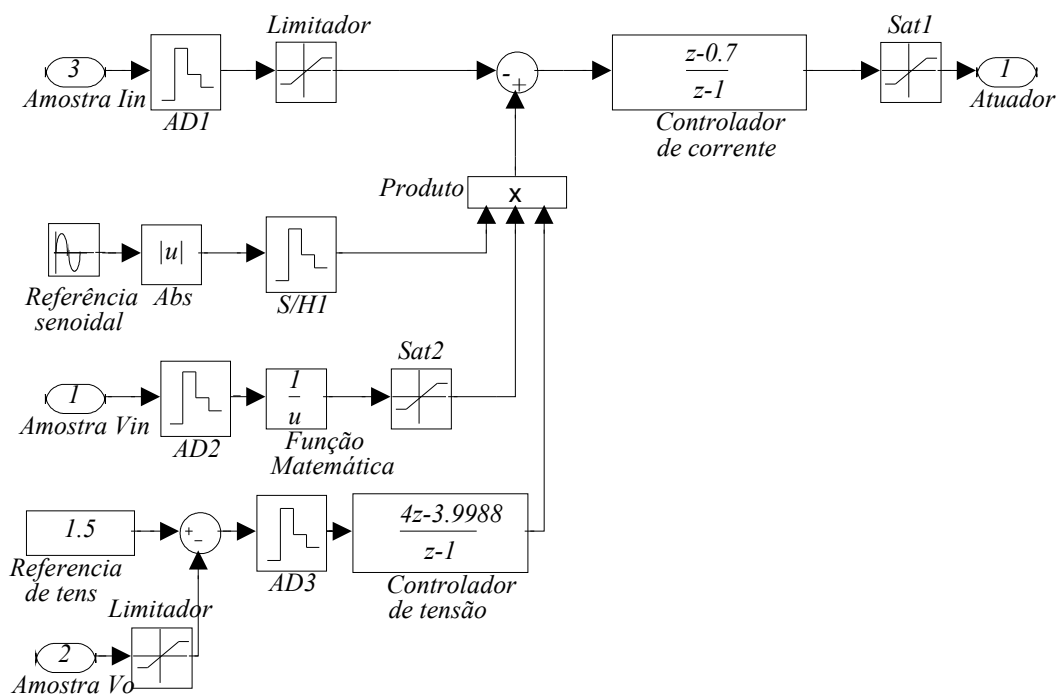 Limitador
Sat1
3
Amostra Iin
AD1
-
+
z-0.7
z-1
Controlador
de corrente
1
Atuador
Produto
x
|u|
Referência
senoidal
Abs
S/H1
Sat2
1
Amostra Vin
AD2
1
u
Função
Matemática
1.5
Referencia
de tens
+
−
AD3
4z-3.9988
z-1
Controlador
de tensão
Limitador
2
Amostra Vo